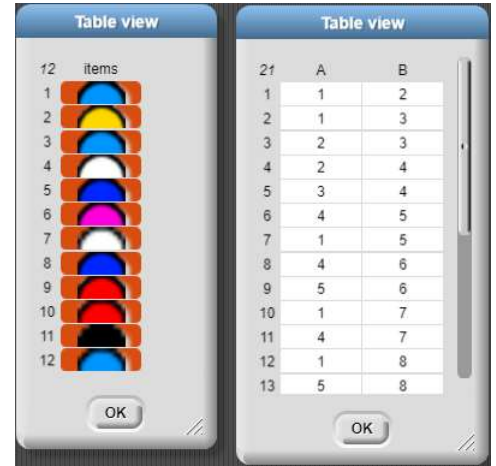 Table view
12 items
1
2
3
4
5
6
7
8
9
10
11
12
OK
Table view
21 A B
1 1 2
2 1 3
3 2 3
4 2 4
5 3 4
6 4 5
7 1 5
8 4 6
9 5 6
10 1 7
11 4 7
12 1 8
13 5 8
OK